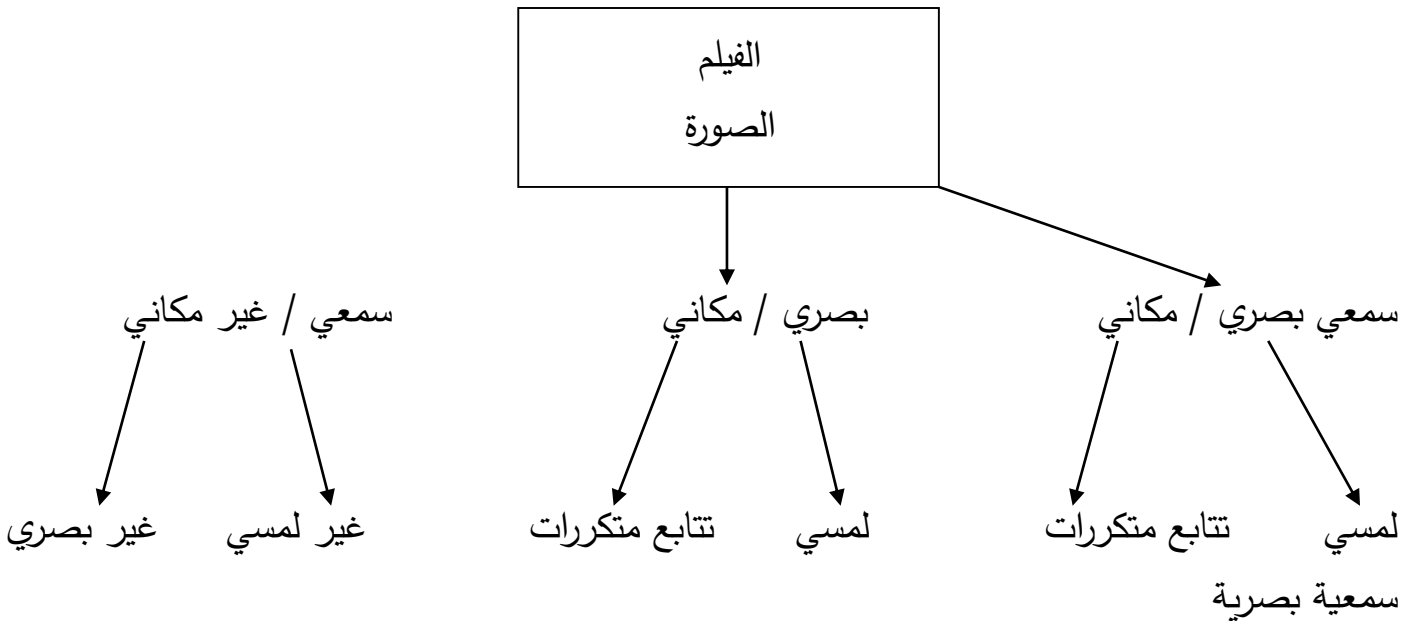 الفيلم
الصورة
سمعي بصري / مكاني
بصري / مكاني
سمعي / غير مكاني
لمسي
تتابع متكررات
لمسي
تتابع متكررات
غير لمسي
غير بصري
سمعية بصرية